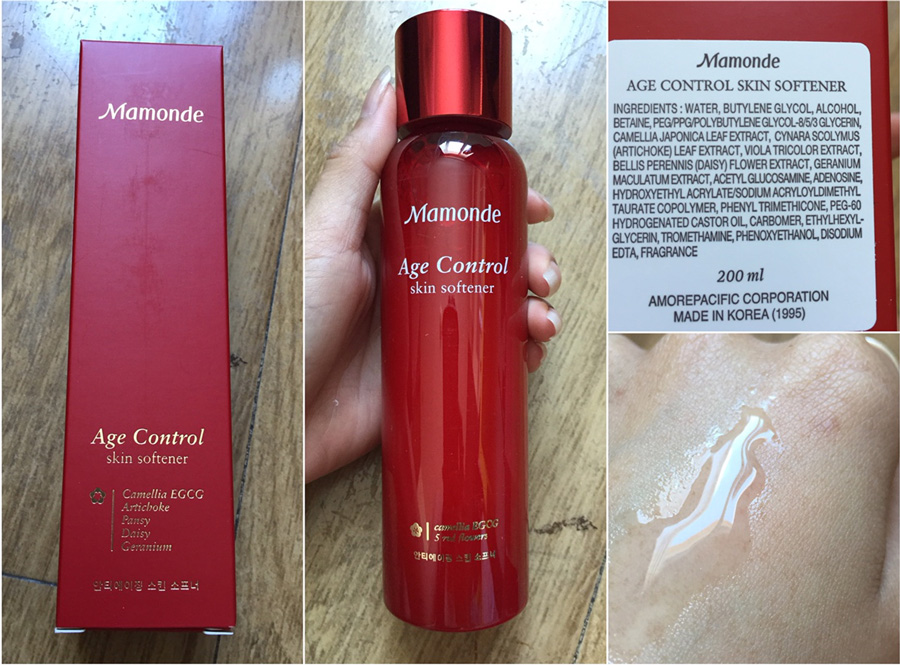 Mamonde
Age Control
skin softener
Camellia EGCG
Artichoke
Pansy
Daisy
Geranium
안티에이징 스킨 소프너
Mamonde
Age Control
skin softener
camellia EGCG
5 red flowers
안티에이징 스킨 소프너
Mamonde
AGE CONTROL SKIN SOFTENER
INGREDIENTS : WATER, BUTYLENE GLYCOL, ALCOHOL,
BETAINE, PEG/PPG/POLYBUTYLENE GLYCOL-8/5/3 GLYCERIN,
CAMELLIA JAPONICA LEAF EXTRACT, CYNARA SCOLYMUS
(ARTICHOKE) LEAF EXTRACT, VIOLA TRICOLOR EXTRACT,
BELLIS PERENNIS (DAISY) FLOWER EXTRACT, GERANIUM
MACULATUM EXTRACT, ACETYL GLUCOSAMINE, ADENOSINE,
HYDROXYETHYL ACRYLATE/SODIUM ACRYLOYLDIMETHYL
TAURATE COPOLYMER, PHENYL TRIMETHICONE, PEG-60
HYDROGENATED CASTOR OIL, CARBOMER, ETHYLHEXYL-
GLYCERIN, TROMETHAMINE, PHENOXYETHANOL, DISODIUM
EDTA, FRAGRANCE
200 ml
AMOREPACIFIC CORPORATION
MADE IN KOREA (1995)